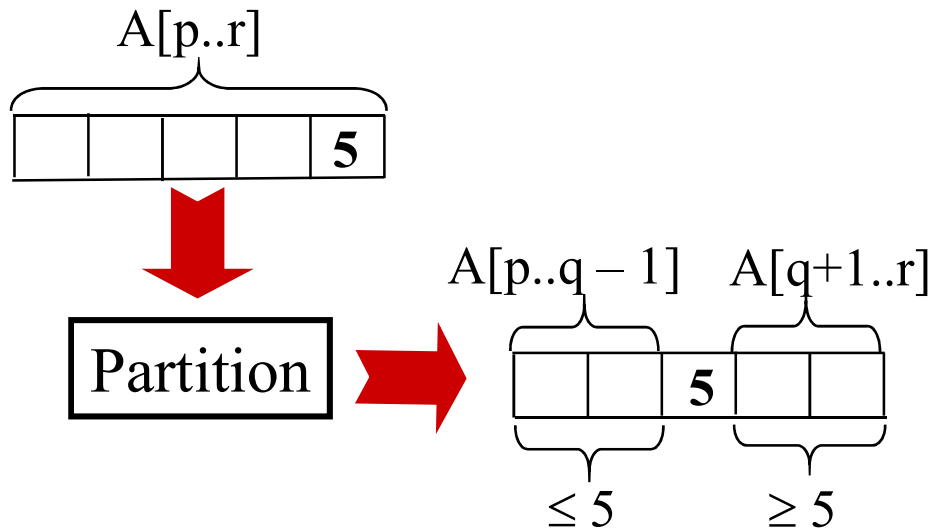 A[p..r]
5
Partition
A[p..q – 1]
A[q+1..r]
5
≤ 5
≥ 5